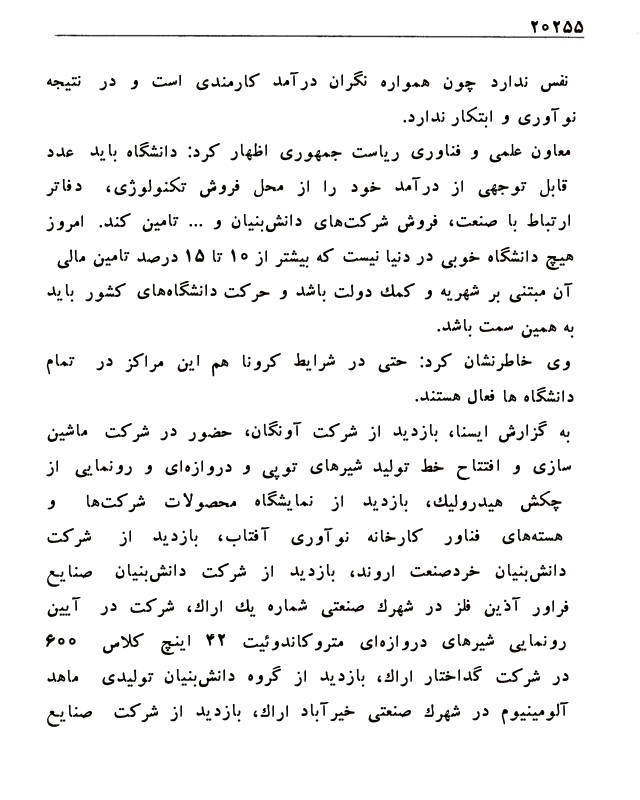 ۲۰۲۵۵
نفس ندارد چون همواره نگران درآمد کارمندی است و در نتیجه
نوآوری و ابتکار ندارد.
معاون علمی و فناوری ریاست جمهوری اظهار کرد: دانشگاه باید عدد
قابل توجهی از درآمد خود را از محل فروش تکنولوژی، دفاتر
ارتباط با صنعت، فروش شرکت‌های دانش‌بنیان و ... تامین کند. امروز
هیچ دانشگاه خوبی در دنیا نیست که بیشتر از ۱۰ تا ۱۵ درصد تامین مالی
آن مبتنی بر شهریه و کمك دولت باشد و حرکت دانشگاه‌های کشور باید
به همین سمت باشد.
وی خاطرنشان کرد: حتی در شرایط کرونا هم این مراکز در تمام
دانشگاه ها فعال هستند.
به گزارش ایسنا، بازدید از شرکت آونگان، حضور در شرکت ماشین
سازی و افتتاح خط تولید شیرهای توپی و دروازه‌ای و رونمایی از
چکش هیدرولیك، بازدید از نمایشگاه محصولات شرکت‌ها و
هسته‌های فناور کارخانه نوآوری آفتاب، بازدید از شرکت
دانش‌بنیان خردصنعت اروند، بازدید از شرکت دانش‌بنیان صنایع
فراور آذین فلز در شهرك صنعتی شماره یك اراك، شرکت در آیین
رونمایی شیرهای دروازه‌ای متروکاندوئیت ۴۲ اینچ کلاس ۶۰۰
در شرکت گداختار اراك، بازدید از گروه دانش‌بنیان تولیدی ماهد
آلومینیوم در شهرك صنعتی خیرآباد اراك، بازدید از شرکت صنایع